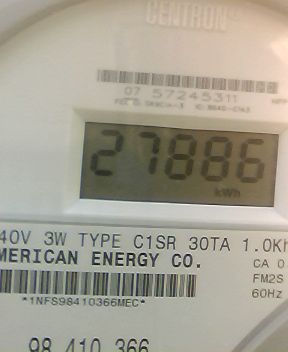 CENTRON®
07 57245311
27886
kWh
40V 3W TYPE C1SR 30TA 1.0Kh
MERICAN ENERGY CO.
CA 0
FM2S
60Hz
*1NFS98410366MEC*
98 410 366